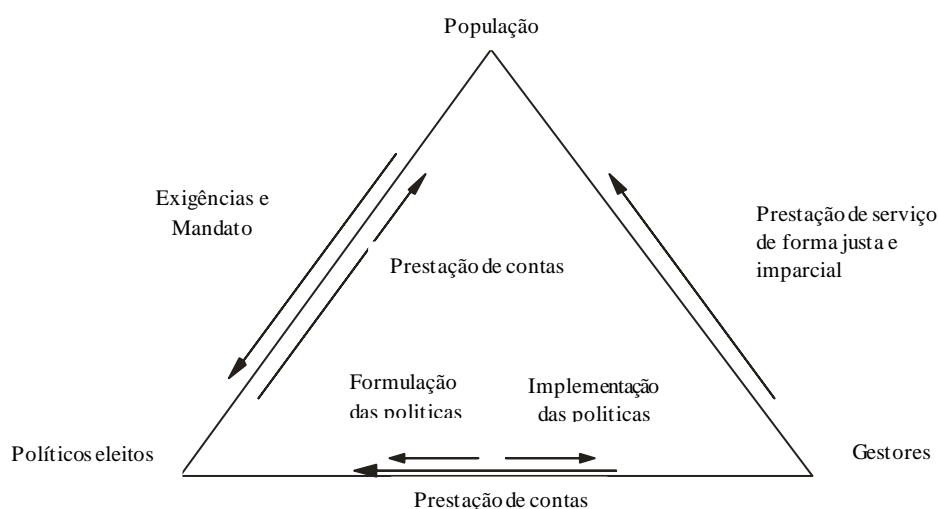 População
Exigências e
Mandato
Prestação de serviço
de forma justa e
imparcial
Prestação de contas
Formulação
das politicas
Implementação
das politicas
Políticos eleitos
Gestores
Prestação de contas